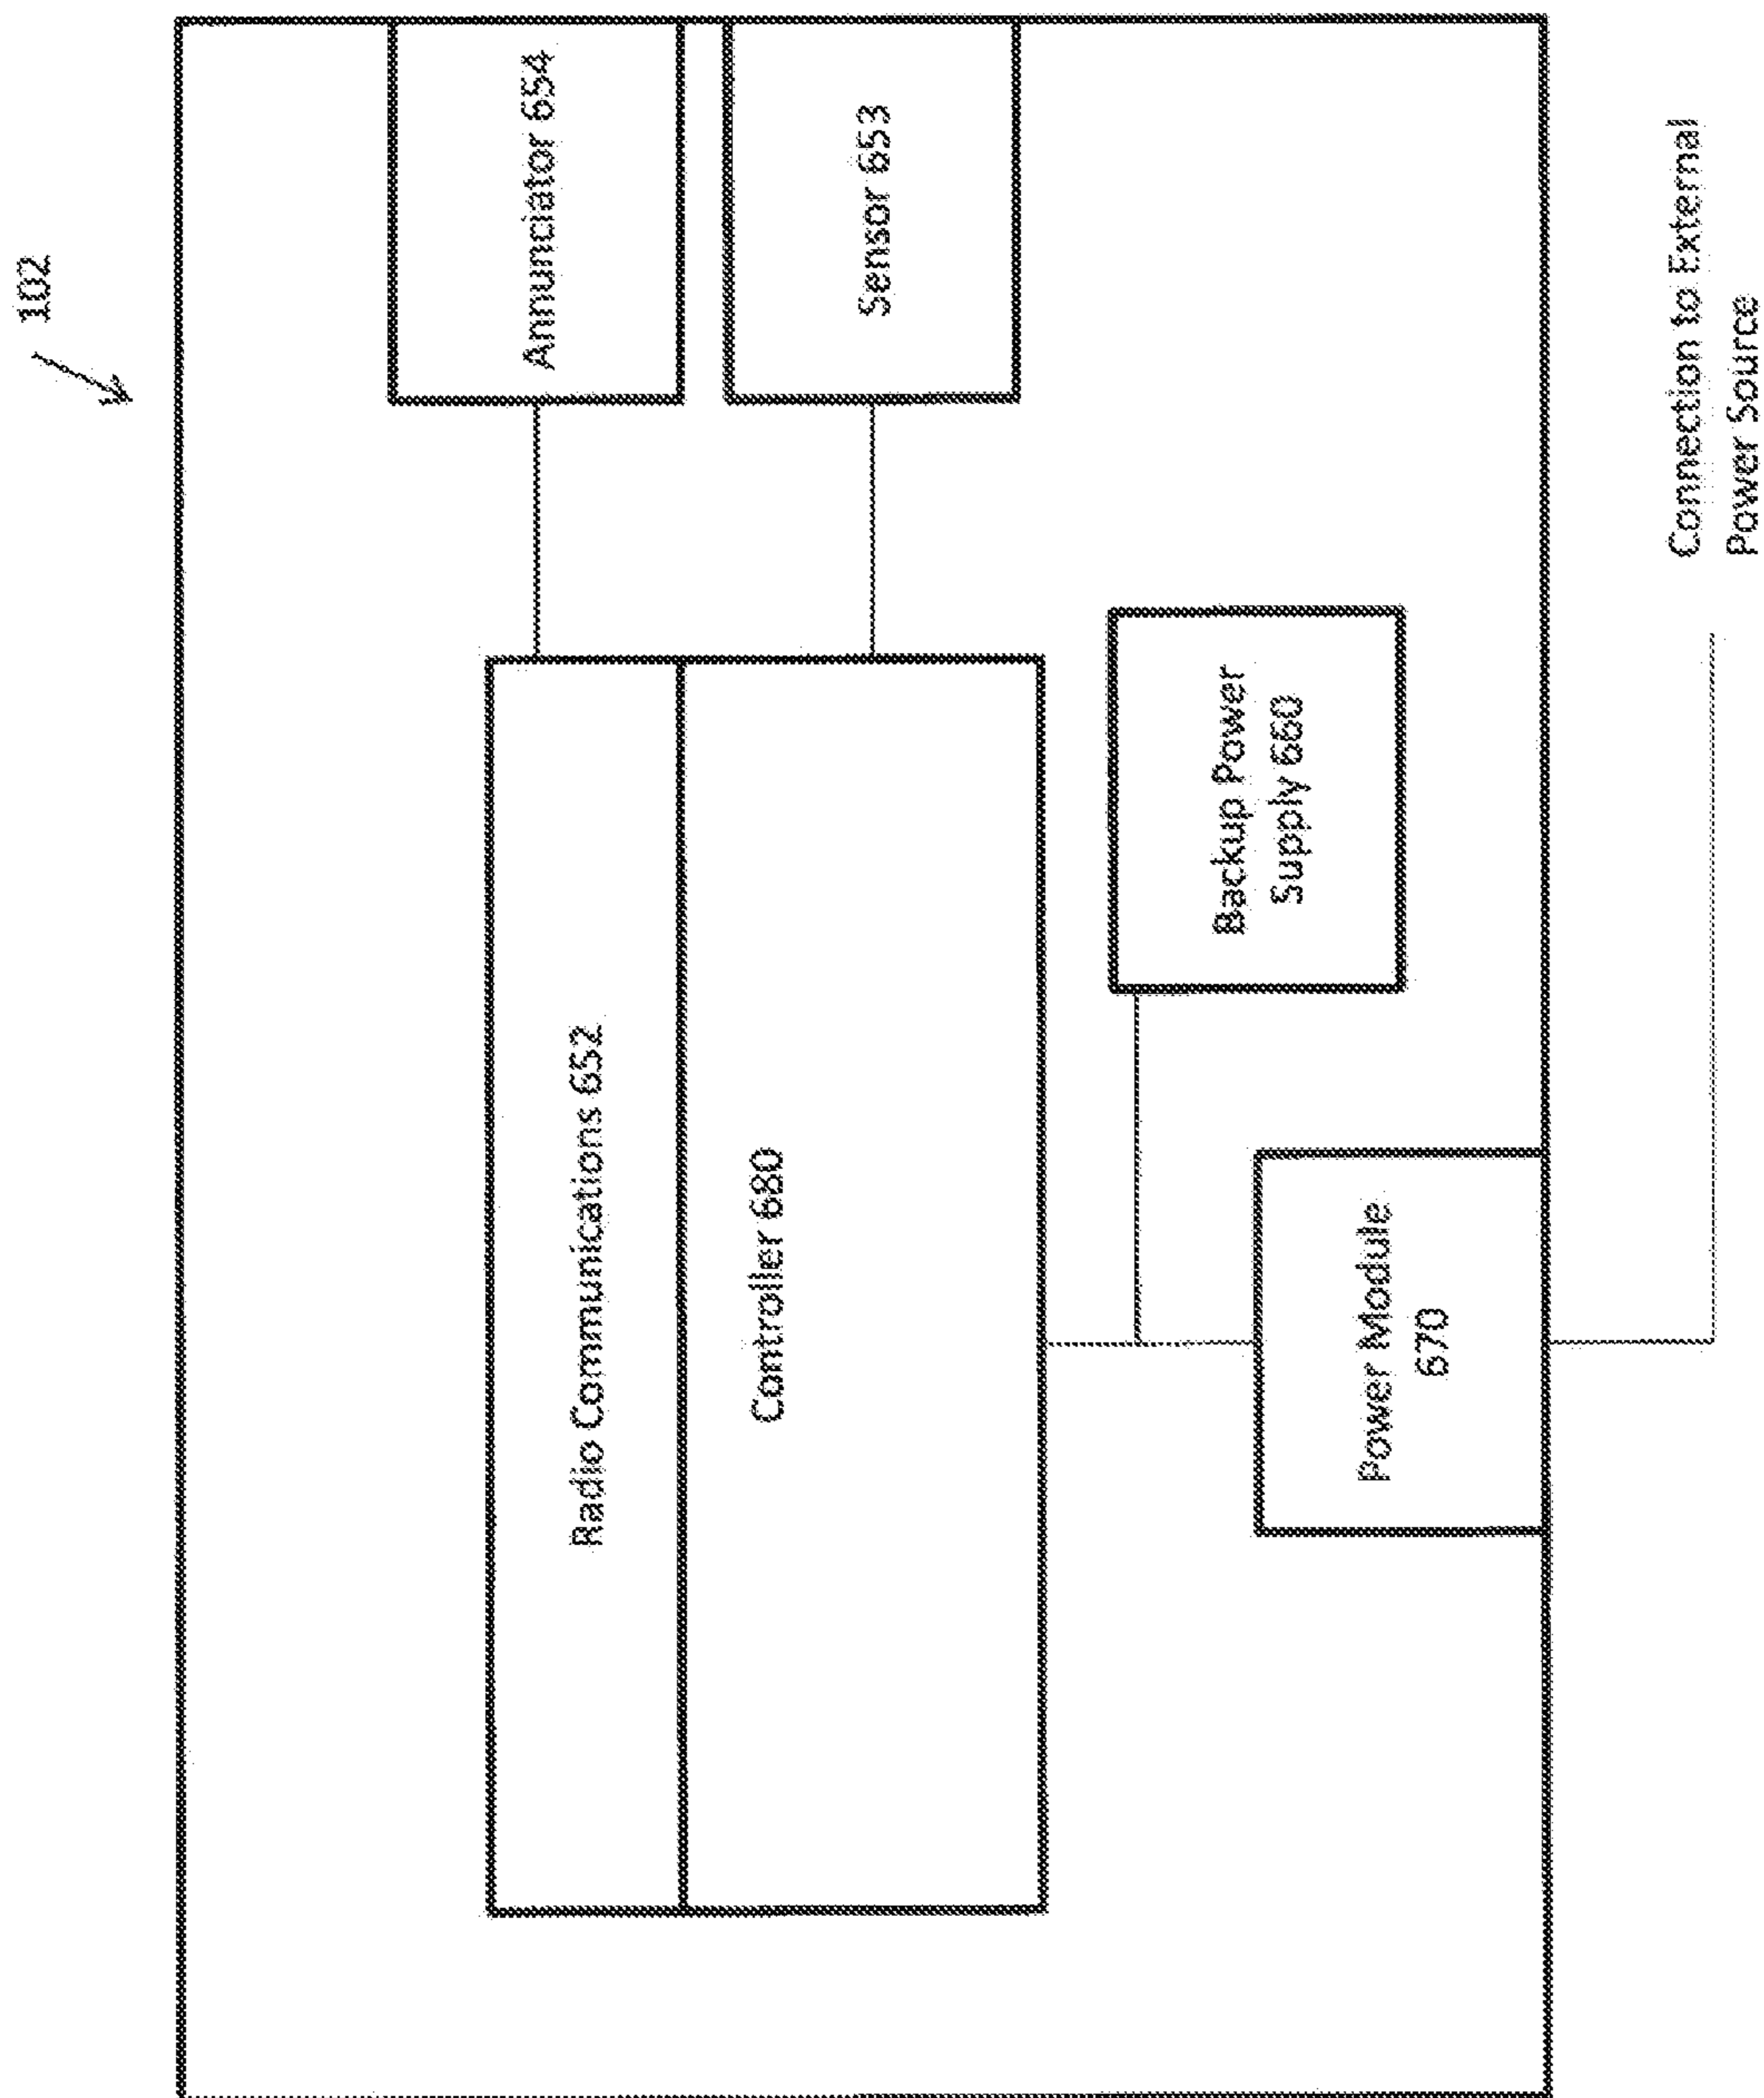 102
Annunciator 654
Sensor 653
Radio Communications 652
Controller 680
Backup Power
Supply 660
Power Module
670
Connection to External
Power Source